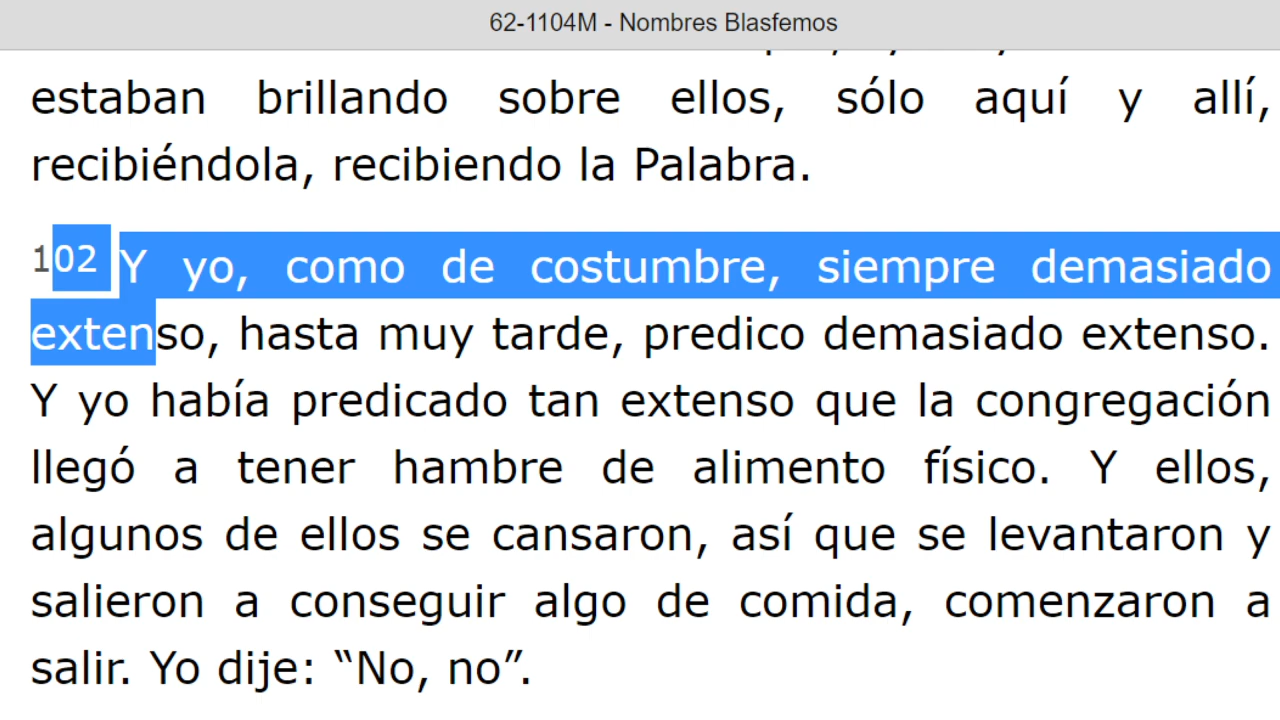 62-1104M - Nombres Blasfemos
estaban brillando sobre ellos, sólo aquí y allí,
recibiéndola, recibiendo la Palabra.
102 Y yo, como de costumbre, siempre demasiado
extenso, hasta muy tarde, predico demasiado extenso.
Y yo había predicado tan extenso que la congregación
llegó a tener hambre de alimento físico. Y ellos,
algunos de ellos se cansaron, así que se levantaron y
salieron a conseguir algo de comida, comenzaron a
salir. Yo dije: “No, no”.